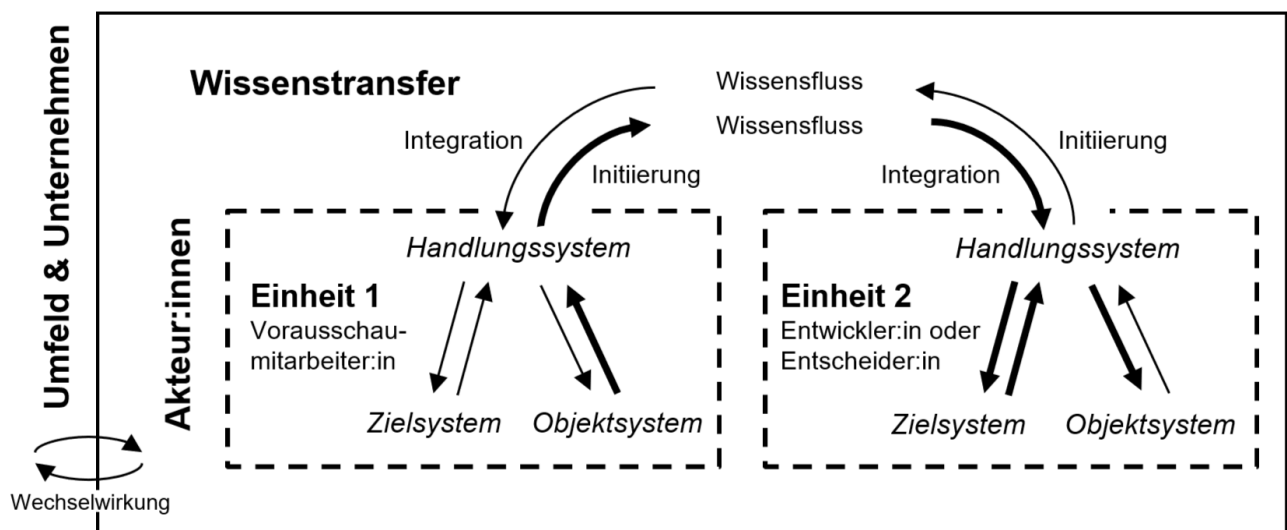 Umfeld & Unternehmen
Wissenstransfer
Wissensfluss
Wissensfluss
Integration
Initiierung
Integration
Initiierung
Akteur:innen
Handlungssystem
Einheit 1
Vorausschau-
mitarbeiter:in
Zielsystem
Objektsystem
Handlungssystem
Einheit 2
Entwickler:in oder
Entscheider:in
Zielsystem
Objektsystem
Wechselwirkung